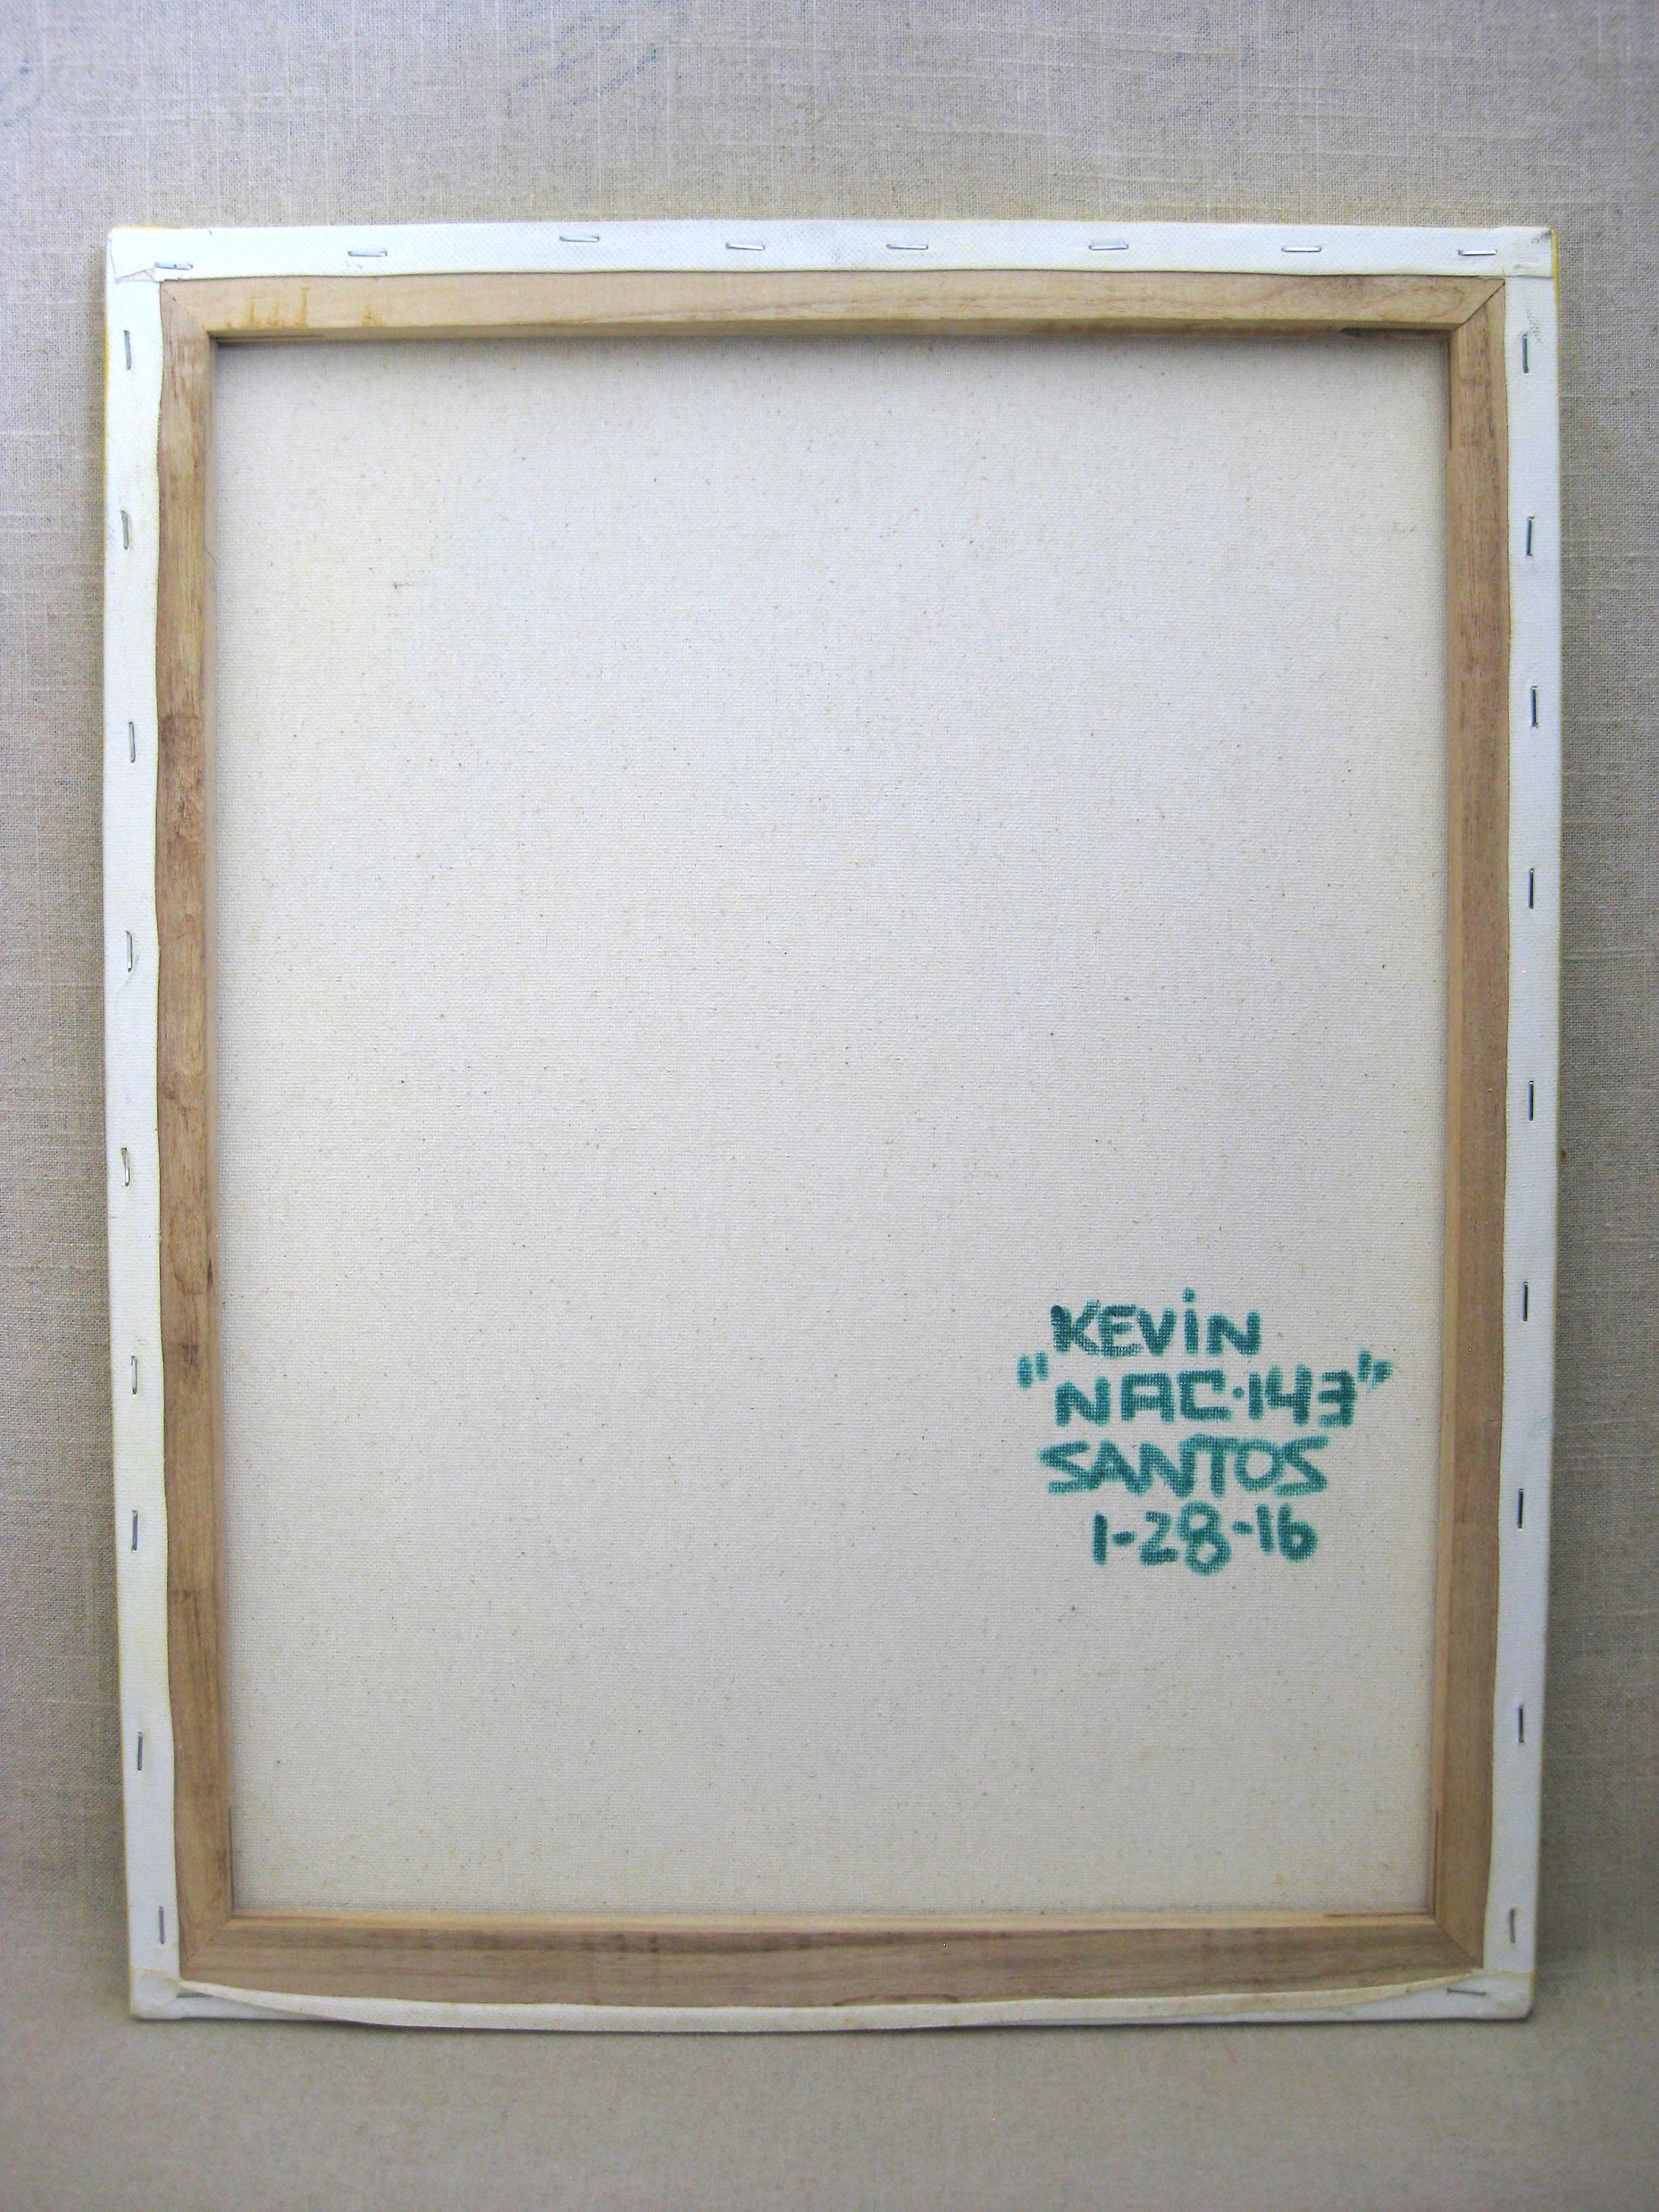 KEViN
"NAC·143"
SANTOS
1-28-16